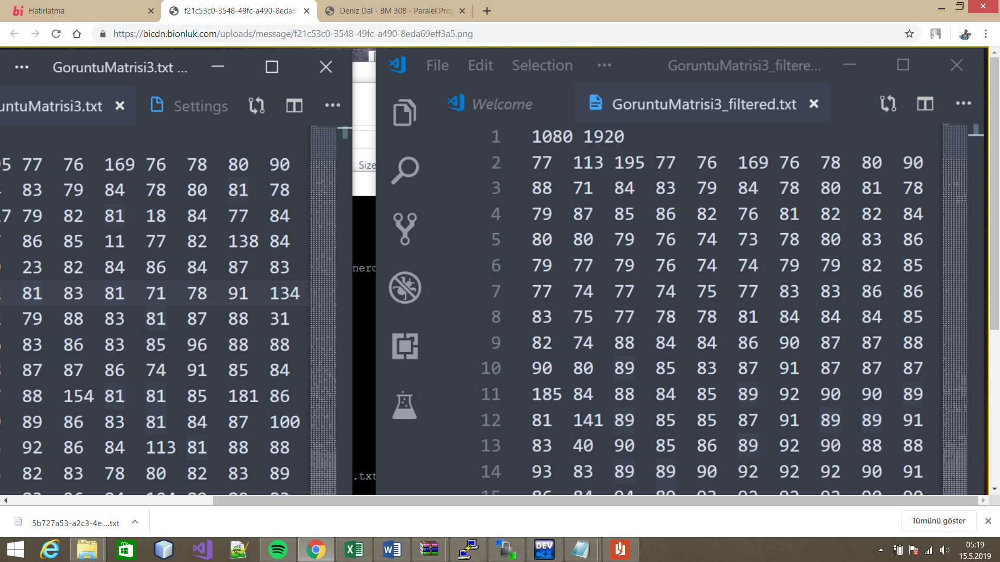 Hatırlatma
f21c53c0-3548-49fc-a490-8eda69
Deniz Dal - BM 308 - Paralel Prog
https://bicdn.bionluk.com/uploads/message/f21c53c0-3548-49fc-a490-8eda69eff3a5.png
GoruntuMatrisi3.txt ...
untuMatrisi3.txt
Settings
77 76 169 76 78 80 90
83 79 84 78 80 81 78
79 82 81 18 84 77 84
86 85 11 77 82 138 84
23 82 84 86 84 87 83
81 83 81 71 78 91 134
79 88 83 81 87 88 31
83 86 83 85 96 88 88
87 87 86 74 91 85 84
88 154 81 81 85 181 86
89 86 83 81 84 87 100
92 86 84 113 81 88 88
82 83 78 80 82 83 89
Size
.txt
File Edit Selection ... GoruntuMatrisi3_filtere...
Welcome
GoruntuMatrisi3_filtered.txt
1 1080 1920
2 77 113 195 77 76 169 76 78 80 90
3 88 71 84 83 79 84 78 80 81 78
4 79 87 85 86 82 76 81 82 82 84
5 80 80 79 76 74 73 78 80 83 86
6 79 77 79 76 74 74 79 79 82 85
7 77 74 77 74 75 77 83 83 86 86
8 83 75 77 78 78 81 84 84 84 85
9 82 74 88 84 84 86 90 87 87 88
10 90 80 89 85 83 87 91 87 87 87
11 185 84 88 84 85 89 92 90 90 89
12 81 141 89 85 85 87 91 89 89 91
13 83 40 90 85 86 89 92 90 88 88
14 93 83 89 89 90 92 92 92 90 91
5b727a53-a2c3-4e....txt
Tümünü göster
DEV C++
05:19
15.5.2019